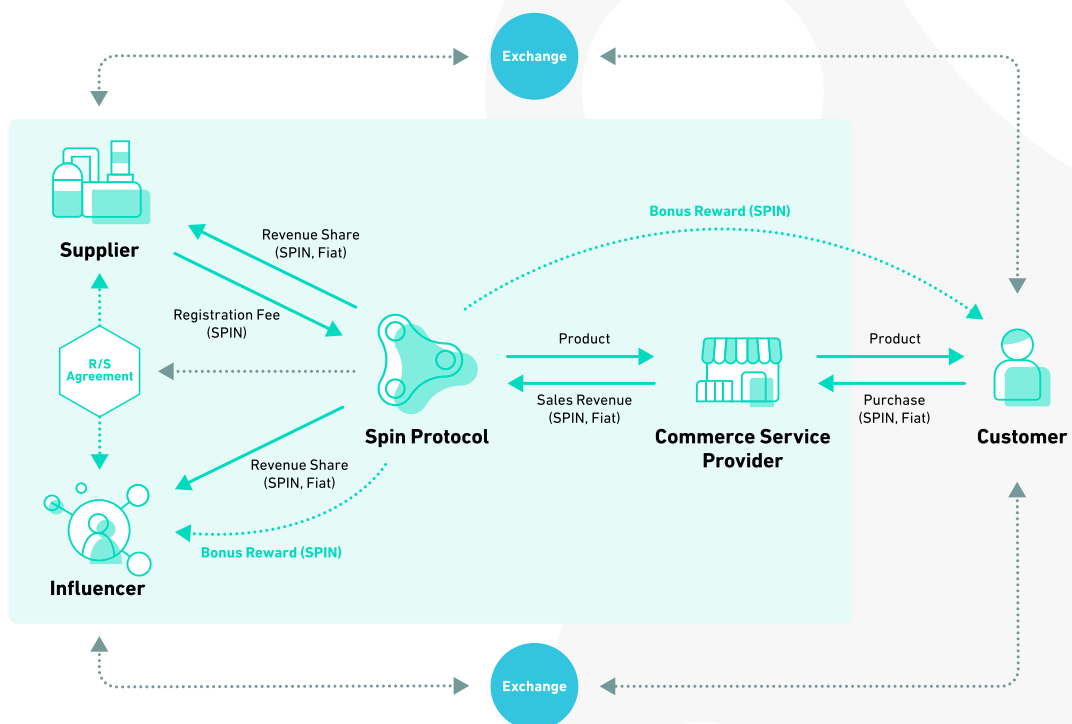 Exchange
Bonus Reward (SPIN)
Revenue Share
(SPIN, Fiat)
Supplier
Registration Fee
(SPIN)
R/S
Agreement
Product
Product
Sales Revenue
(SPIN, Fiat)
Purchase
(SPIN, Fiat)
Spin Protocol
Commerce Service
Provider
Customer
Revenue Share
(SPIN, Fiat)
Bonus Reward (SPIN)
Influencer
Exchange